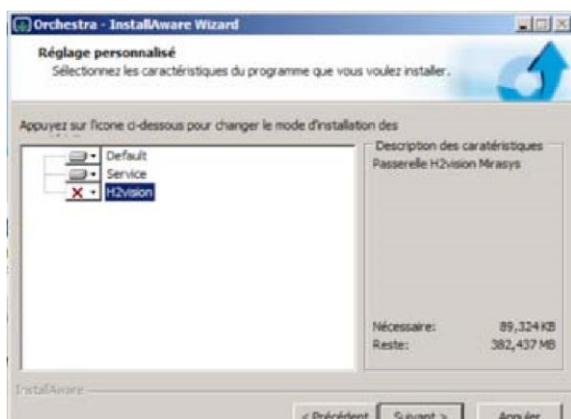 Orchestra - InstallAware Wizard
Réglage personnalisé
Sélectionnez les caractéristiques du programme que vous voulez installer.
Appuyez sur l'icone ci-dessous pour changer le mode d'installation des
Default
Service
H2vision
Description des caratéristiques
Passerelle H2vision Mirasys
Nécessaire: 89,324 KB
Reste: 382,437 MB
InstallAware
< Précédent
Suivant >
Annuler